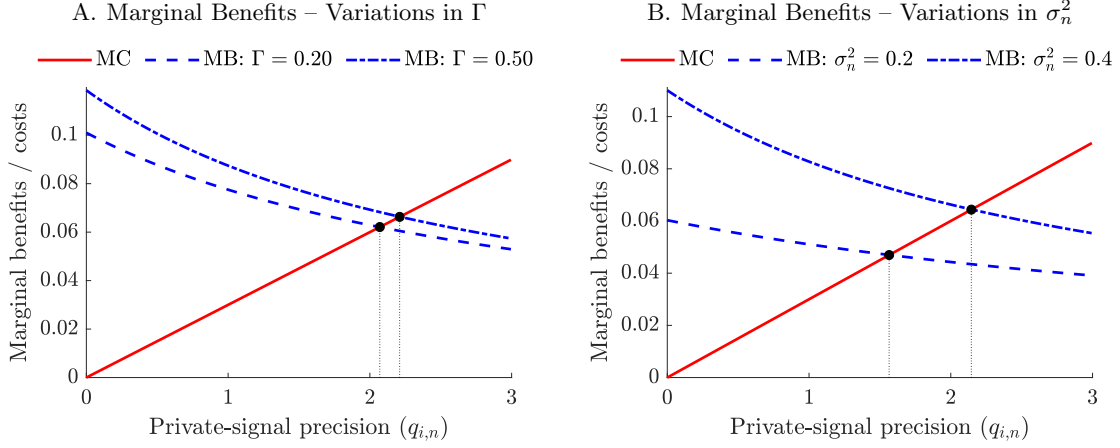 A. Marginal Benefits – Variations in Γ
MC MB: Γ = 0.20 MB: Γ = 0.50
Marginal benefits / costs
0.1
0.08
0.06
0.04
0.02
0
0 1 2 3
Private-signal precision (q_{i,n})
B. Marginal Benefits – Variations in σ_n^2
MC MB: σ_n^2 = 0.2 MB: σ_n^2 = 0.4
Marginal benefits / costs
0.1
0.08
0.06
0.04
0.02
0
0 1 2 3
Private-signal precision (q_{i,n})